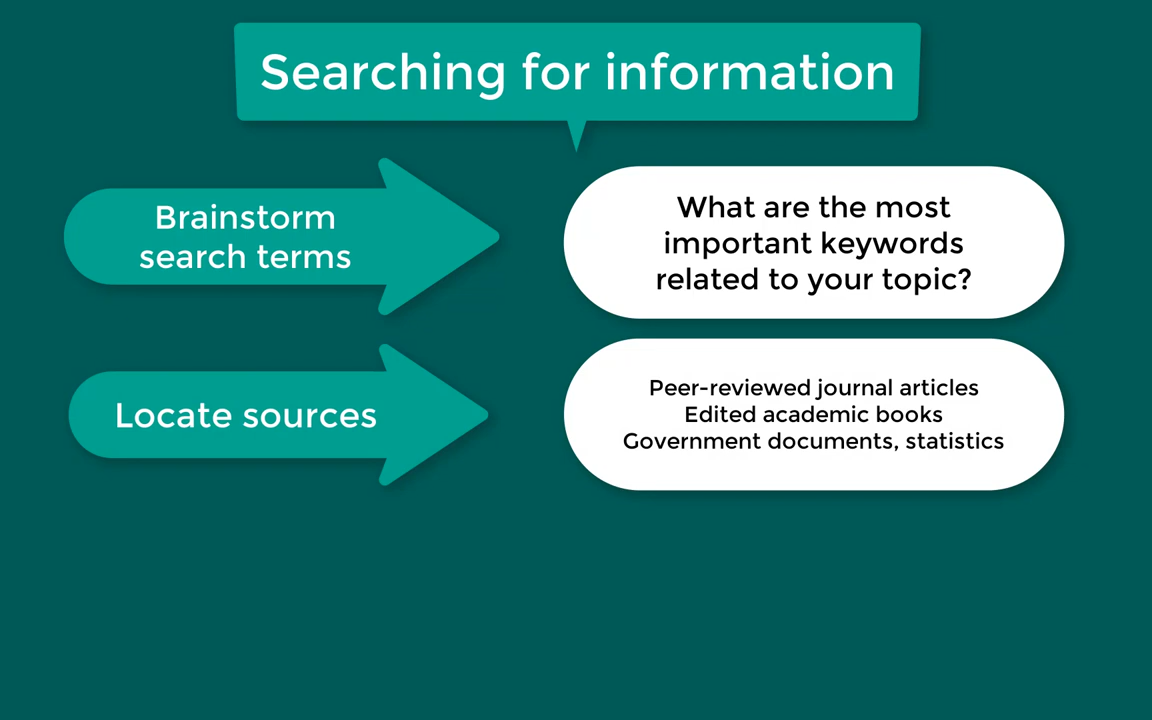 Searching for information
Brainstorm
search terms
What are the most
important keywords
related to your topic?
Locate sources
Peer-reviewed journal articles
Edited academic books
Government documents, statistics